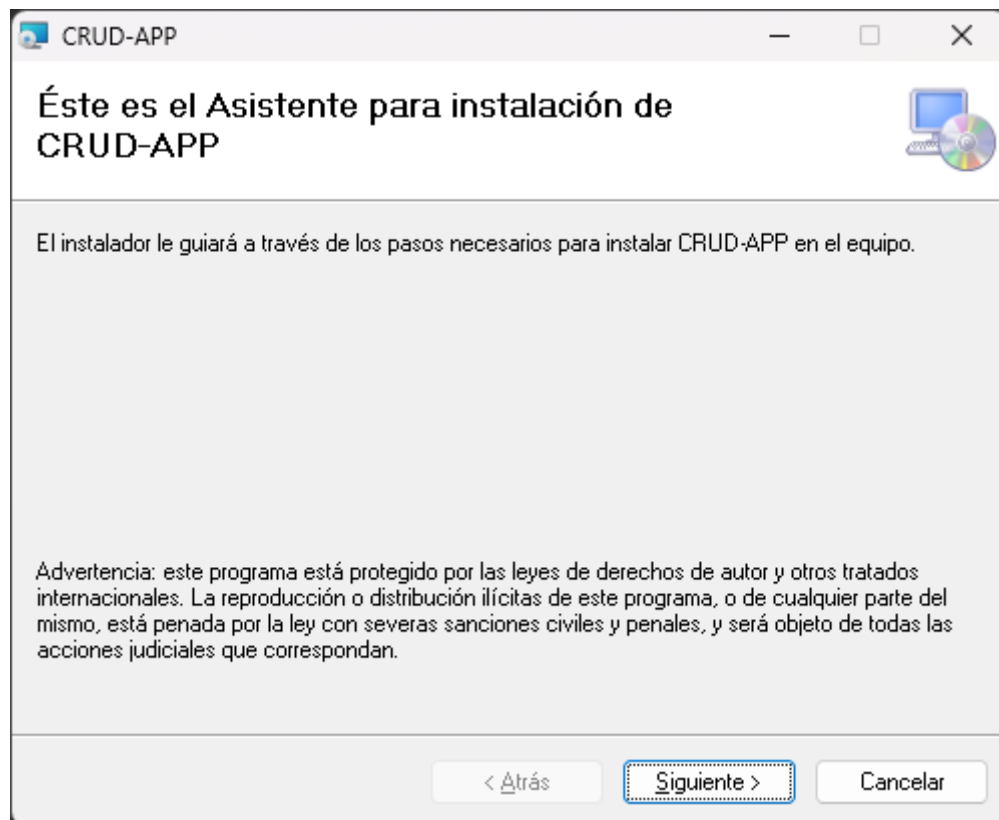 CRUD-APP
Éste es el Asistente para instalación de
CRUD-APP
El instalador le guiará a través de los pasos necesarios para instalar CRUD-APP en el equipo.
Advertencia: este programa está protegido por las leyes de derechos de autor y otros tratados
internacionales. La reproducción o distribución ilícitas de este programa, o de cualquier parte del
mismo, está penada por la ley con severas sanciones civiles y penales, y será objeto de todas las
acciones judiciales que correspondan.
< Atrás
Siguiente >
Cancelar